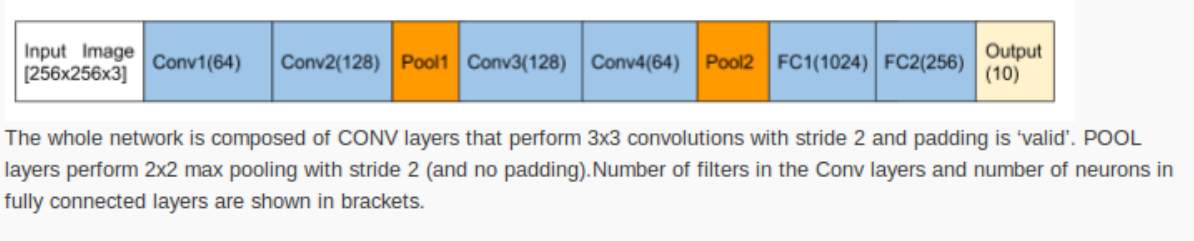 Input Image
[256x256x3]
Conv1(64)
Conv2(128)
Pool1
Conv3(128)
Conv4(64)
Pool2
FC1(1024)
FC2(256)
Output
(10)
The whole network is composed of CONV layers that perform 3x3 convolutions with stride 2 and padding is ‘valid’. POOL
layers perform 2x2 max pooling with stride 2 (and no padding).Number of filters in the Conv layers and number of neurons in
fully connected layers are shown in brackets.